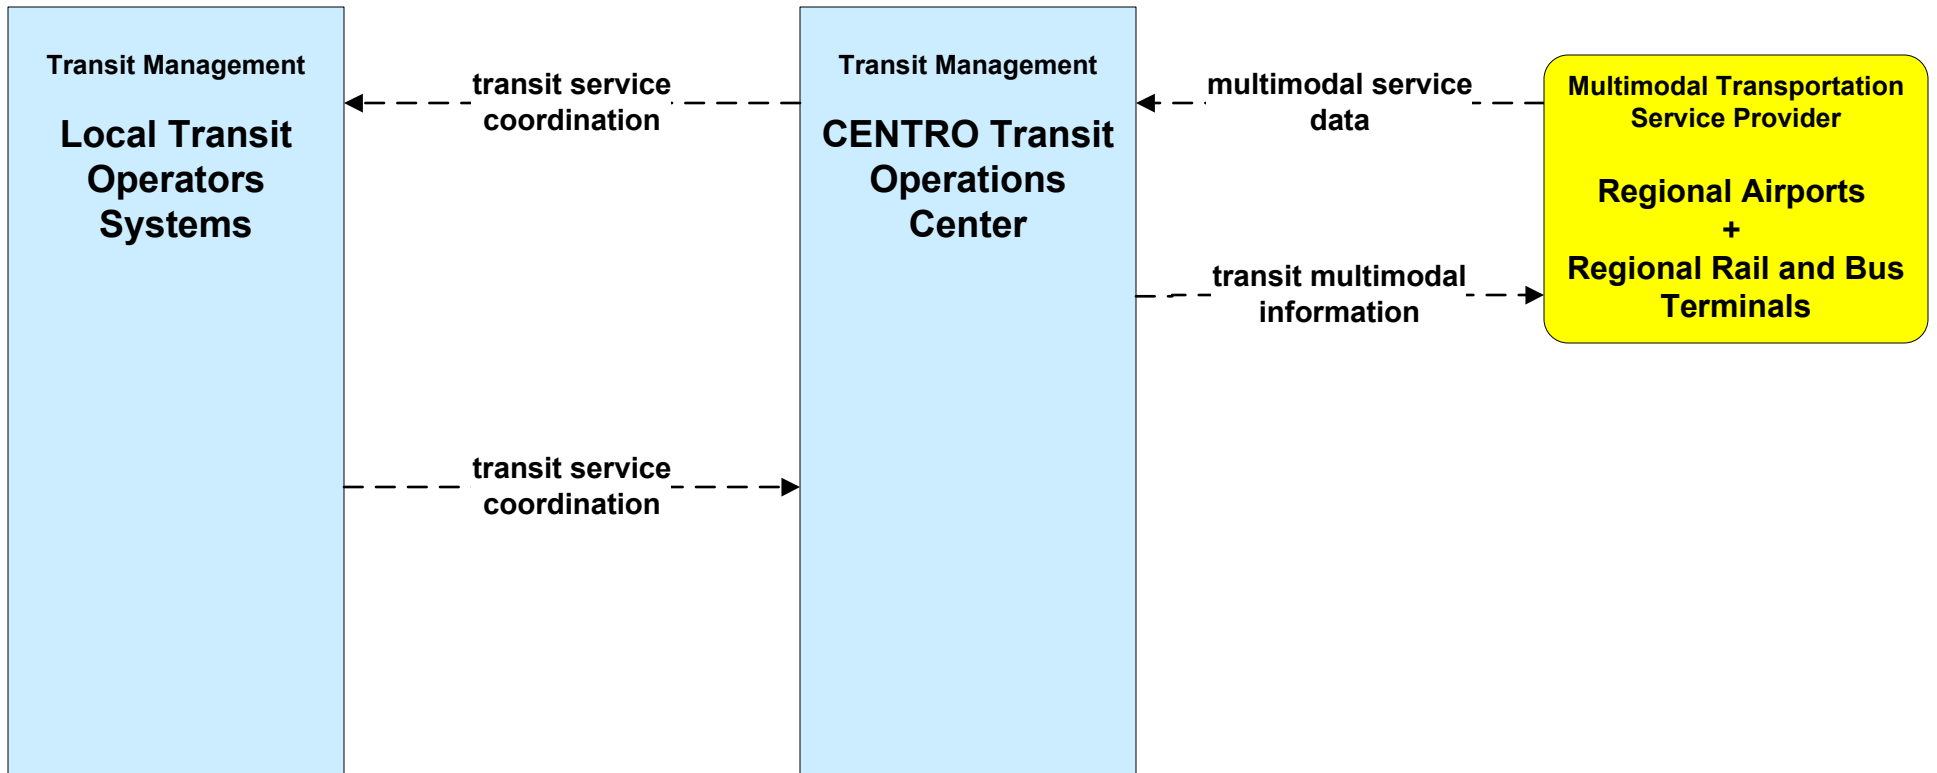 Transit Management
Local Transit
Operators
Systems
transit service
coordination
transit service
coordination
Transit Management
CENTRO Transit
Operations
Center
multimodal service
data
transit multimodal
information
Multimodal Transportation
Service Provider
Regional Airports
+
Regional Rail and Bus
Terminals